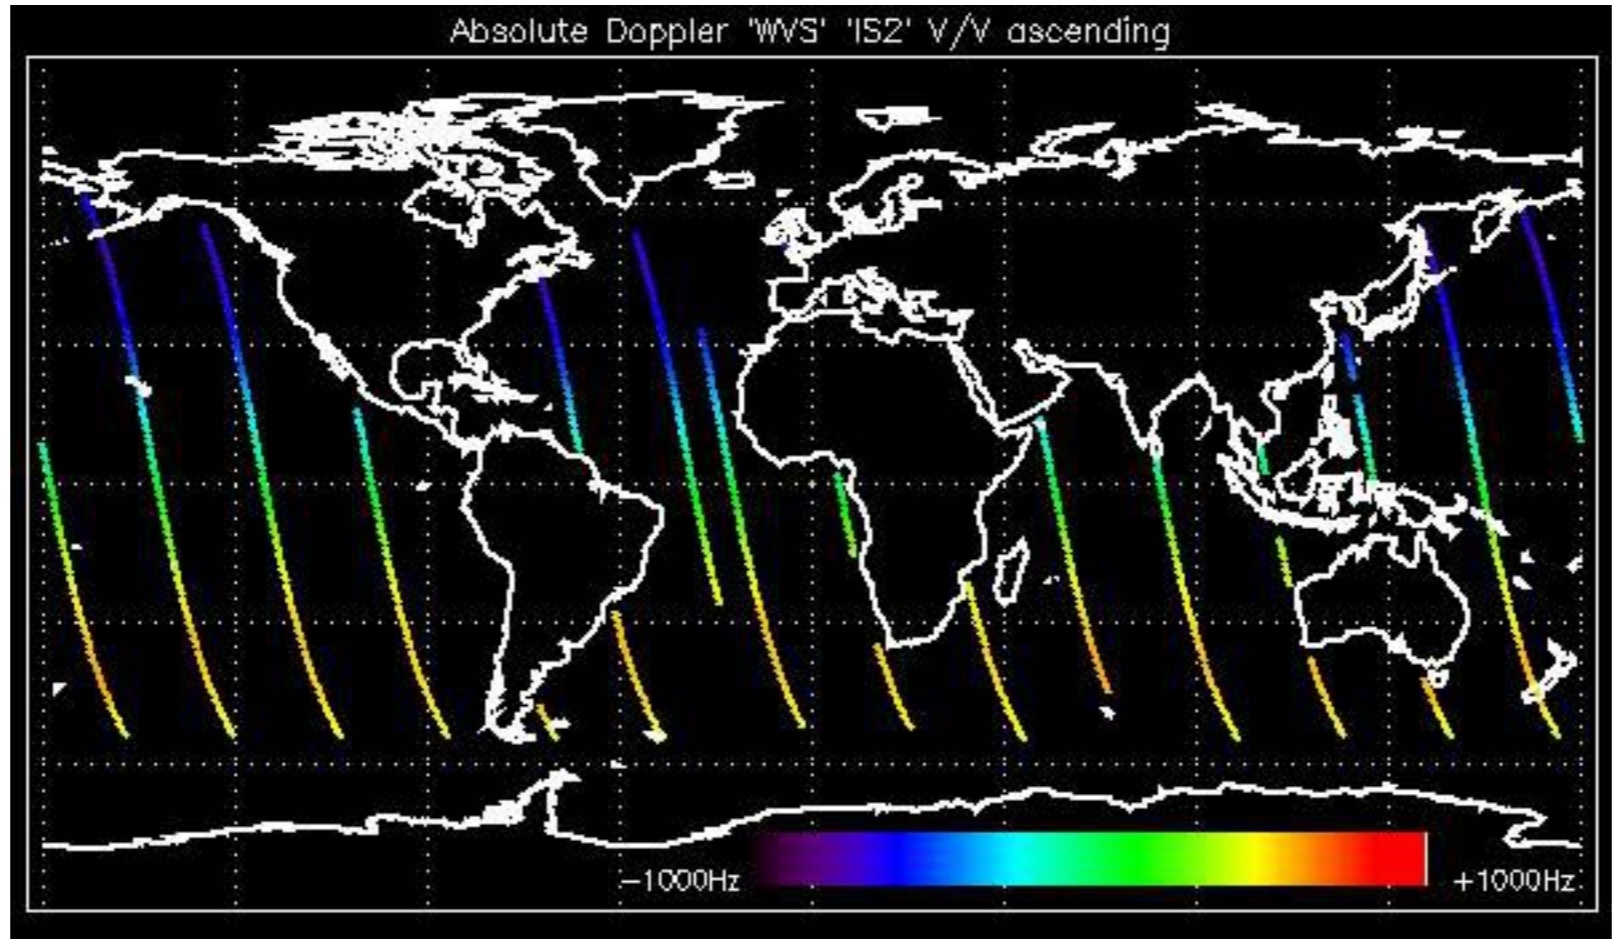 Absolute Doppler 'WVS' 'IS2' V/V ascending
−1000Hz +1000Hz